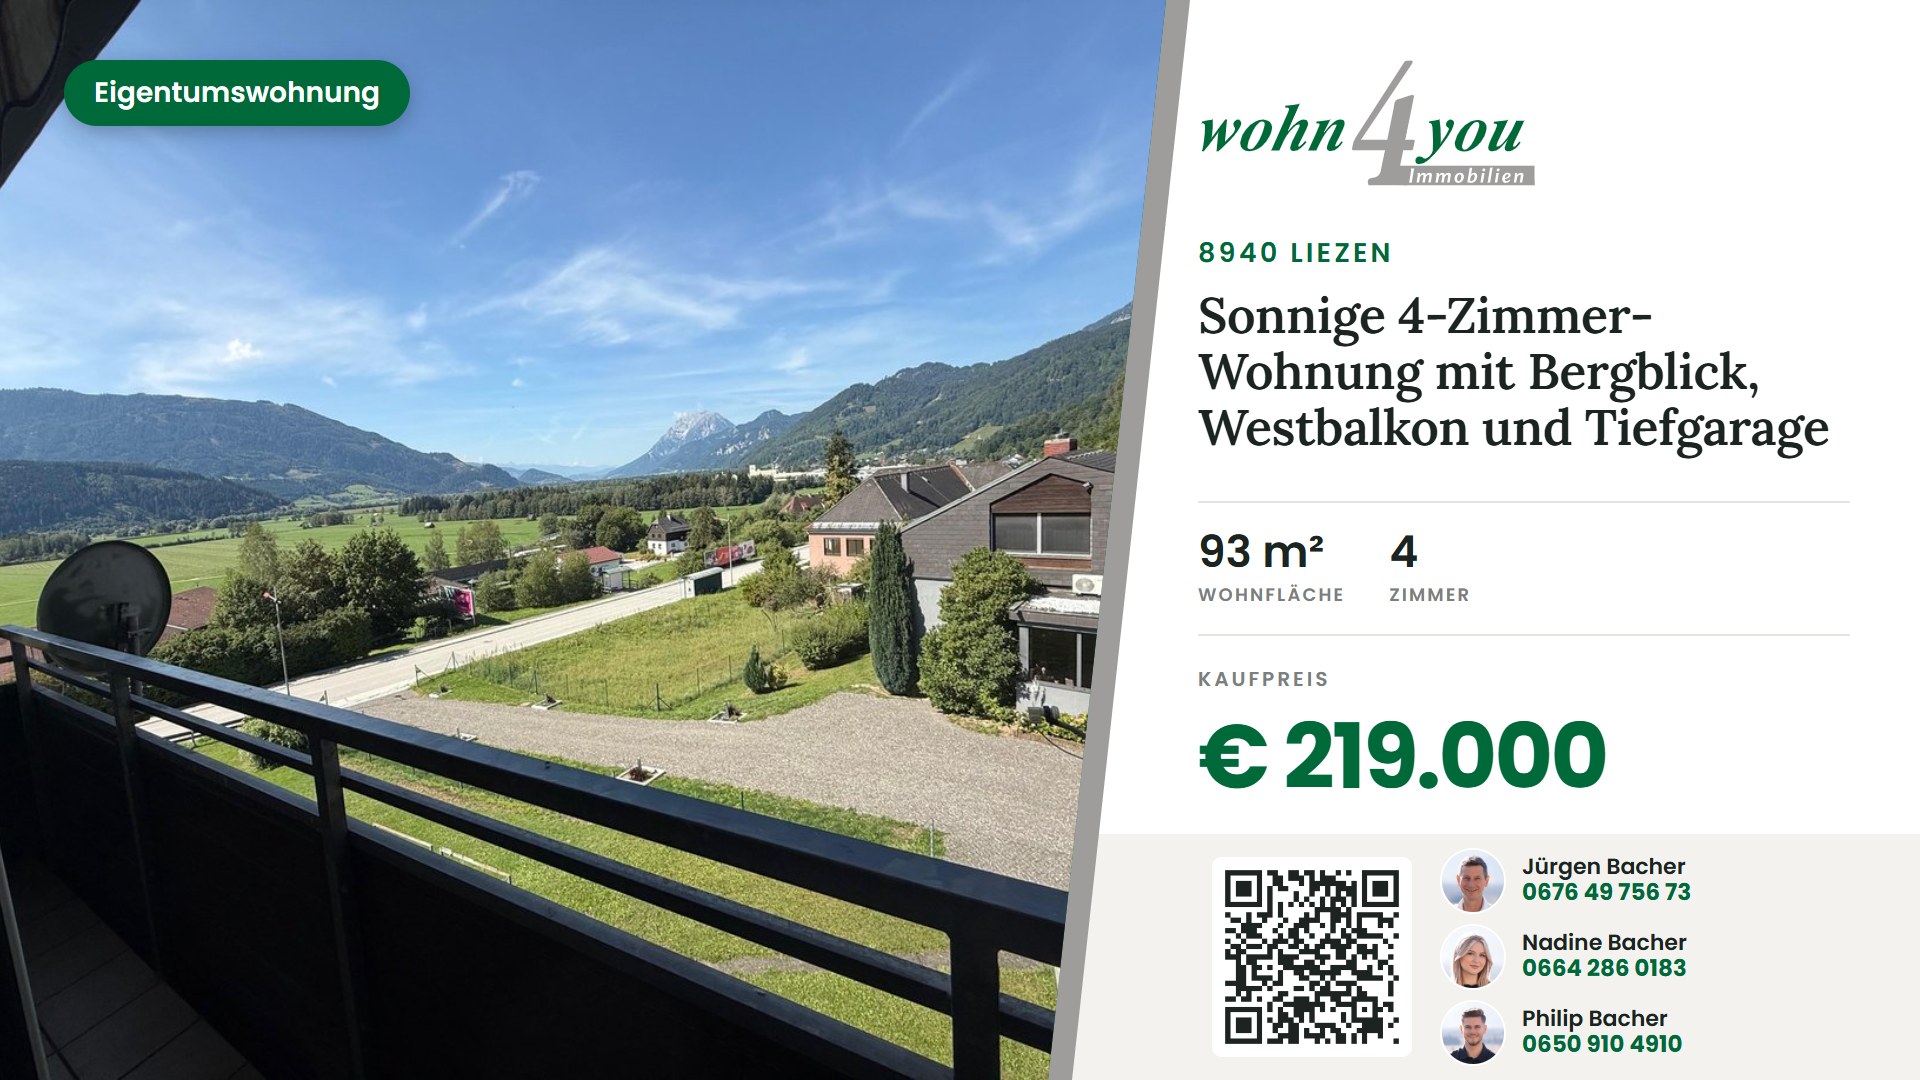 Eigentumswohnung
wohn 4 you
Immobilien
8940 LIEZEN
Sonnige 4-Zimmer-
Wohnung mit Bergblick,
Westbalkon und Tiefgarage
93 m²
WOHNFLÄCHE
4
ZIMMER
KAUFPREIS
€ 219.000
Jürgen Bacher
0676 49 756 73
Nadine Bacher
0664 286 0183
Philip Bacher
0650 910 4910